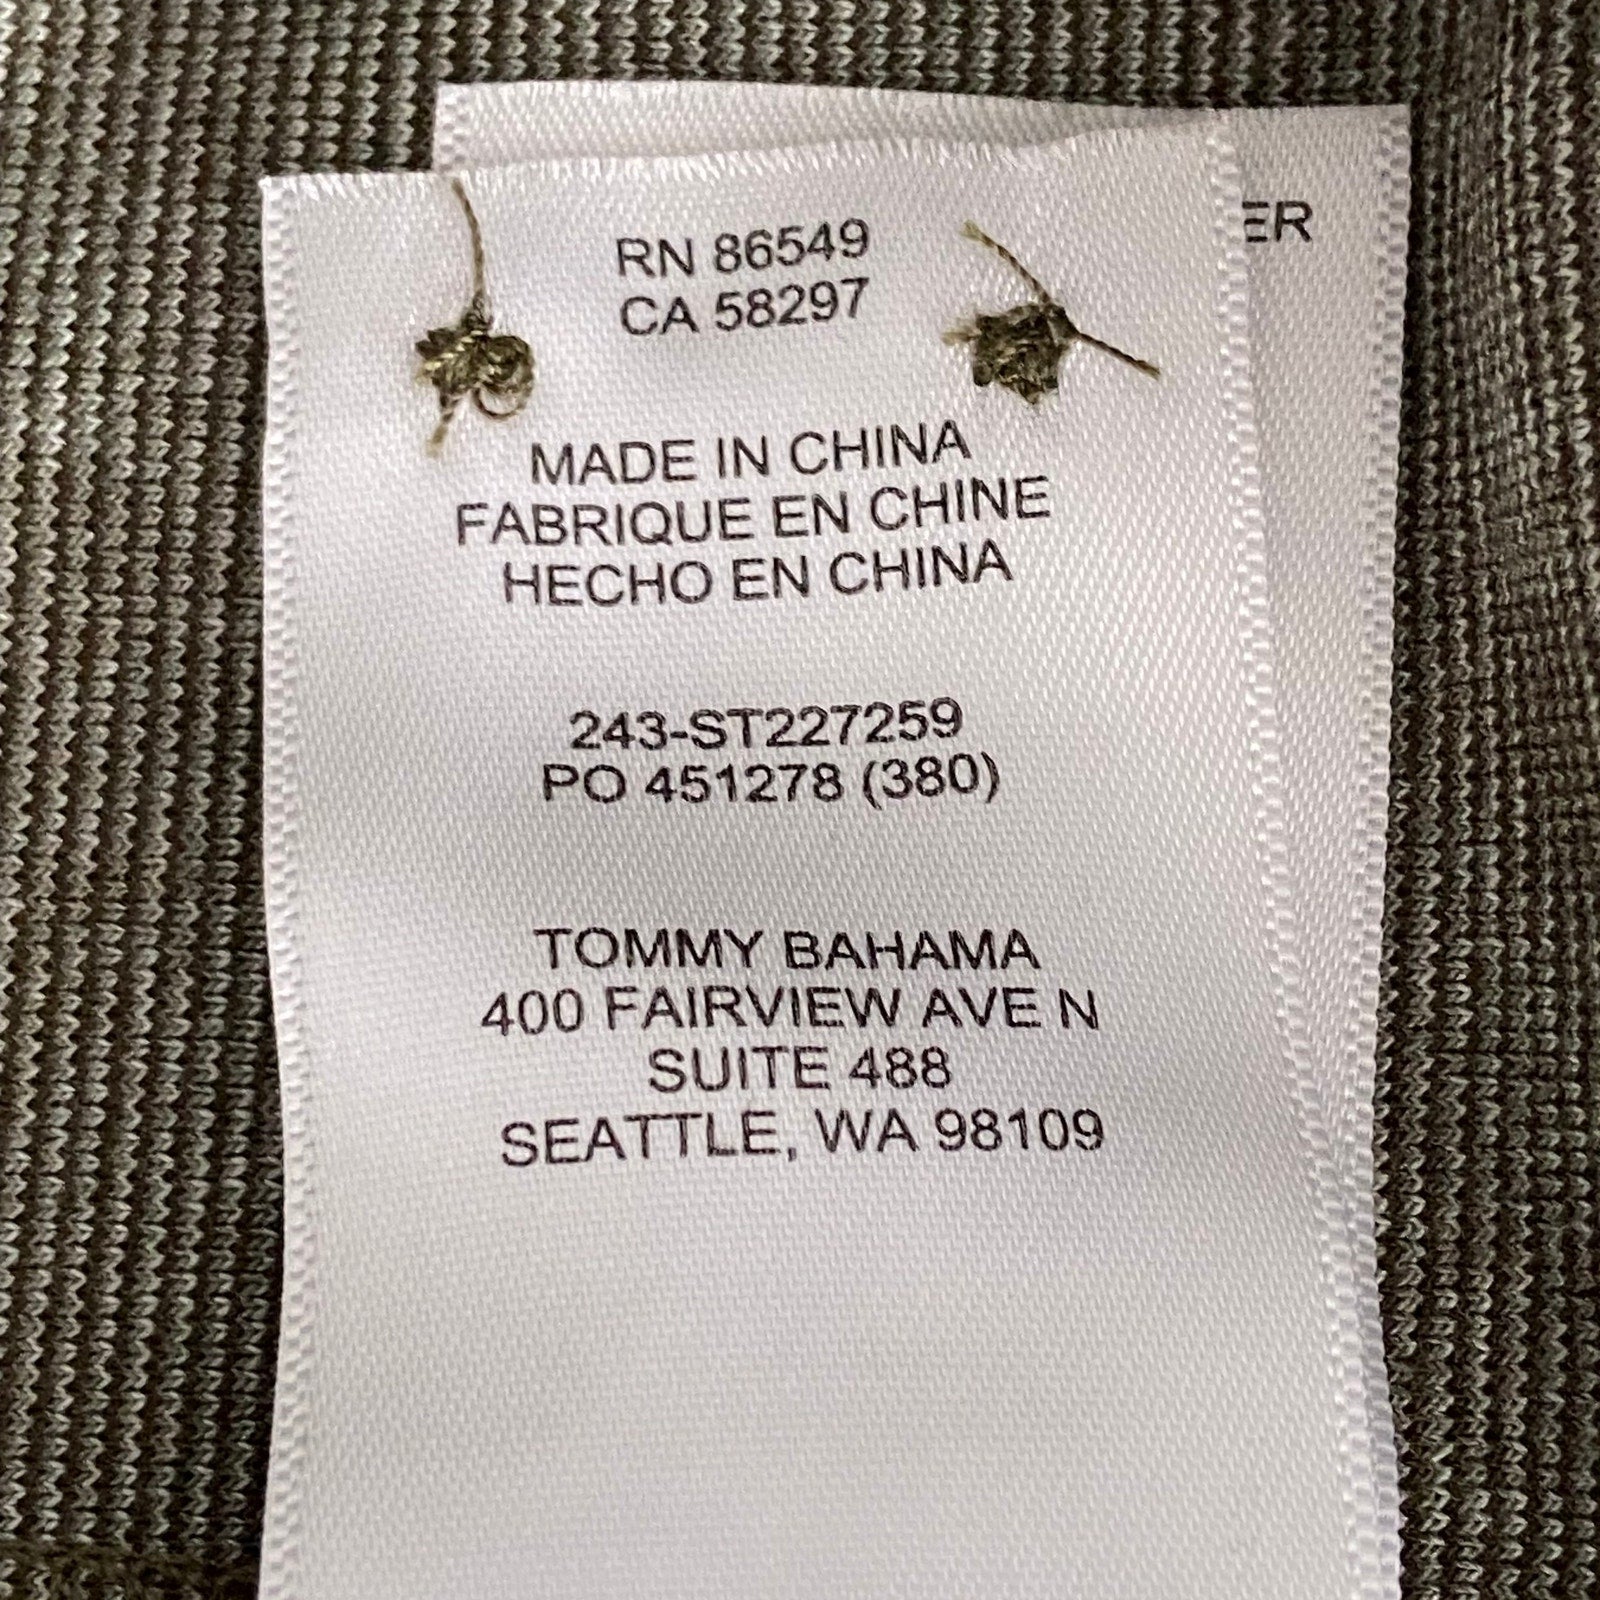 RN 86549
CA 58297
MADE IN CHINA
FABRIQUE EN CHINE
HECHO EN CHINA
243-ST227259
PO 451278 (380)
TOMMY BAHAMA
400 FAIRVIEW AVE N
SUITE 488
SEATTLE, WA 98109